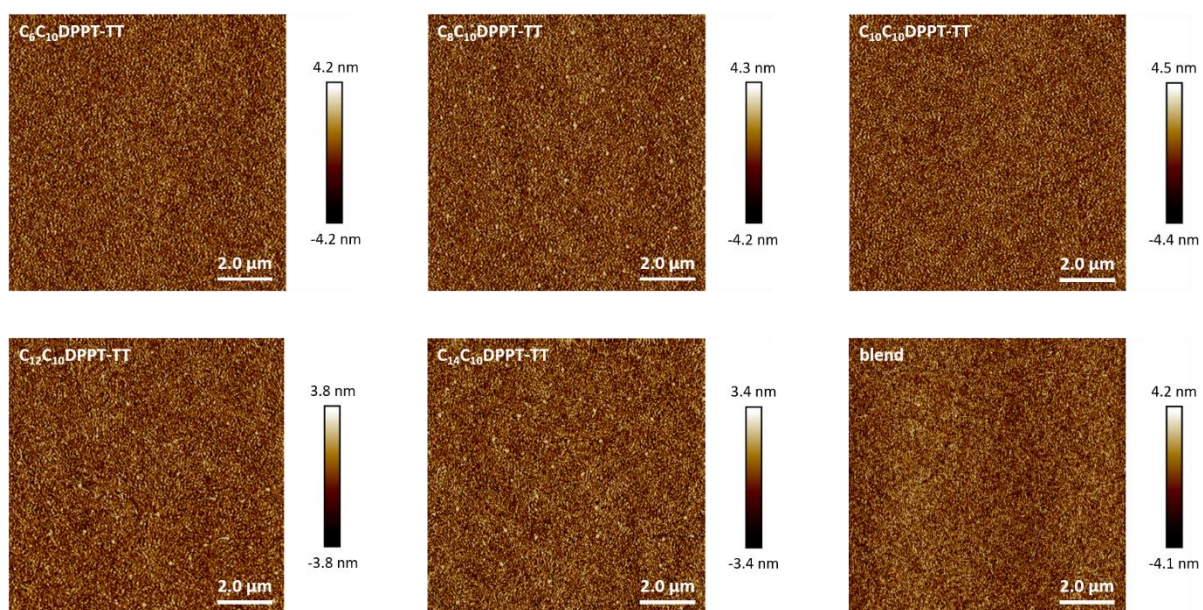 C₆C₁₀DPPT-TT
4.2 nm
-4.2 nm
2.0 µm
C₈C₁₀DPPT-TT
4.3 nm
-4.2 nm
2.0 µm
C₁₀C₁₀DPPT-TT
4.5 nm
-4.4 nm
2.0 µm
C₁₂C₁₀DPPT-TT
3.8 nm
-3.8 nm
2.0 µm
C₁₄C₁₀DPPT-TT
3.4 nm
-3.4 nm
2.0 µm
blend
4.2 nm
-4.1 nm
2.0 µm